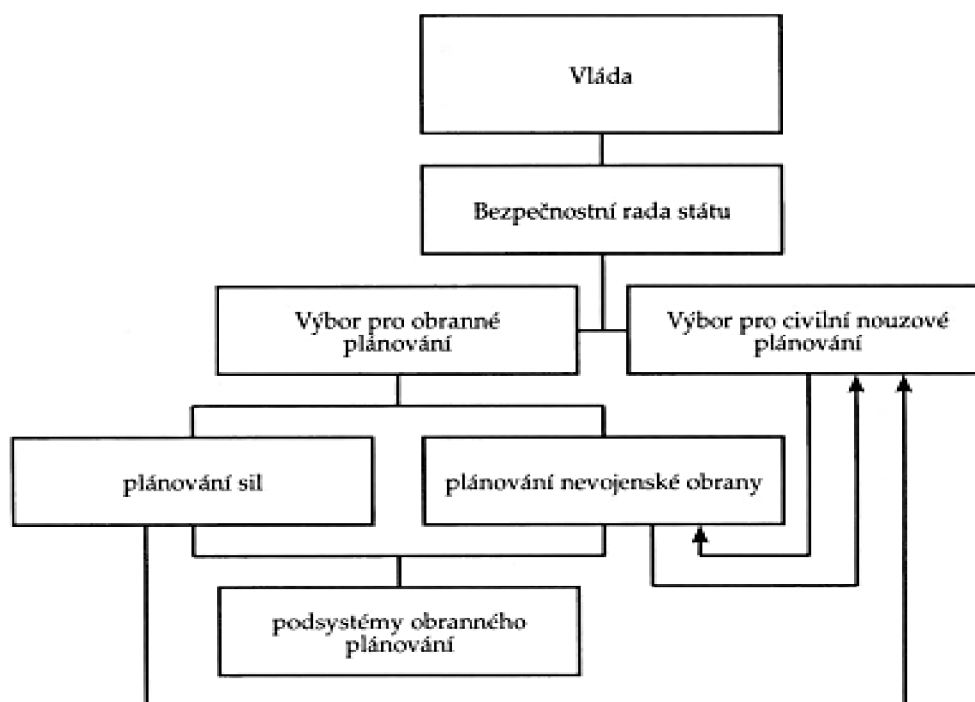 Vláda
Bezpečnostní rada státu
Výbor pro obranné
plánování
Výbor pro civilní nouzové
plánování
plánování sil
plánování nevojenské obrany
podsystémy obranného
plánování